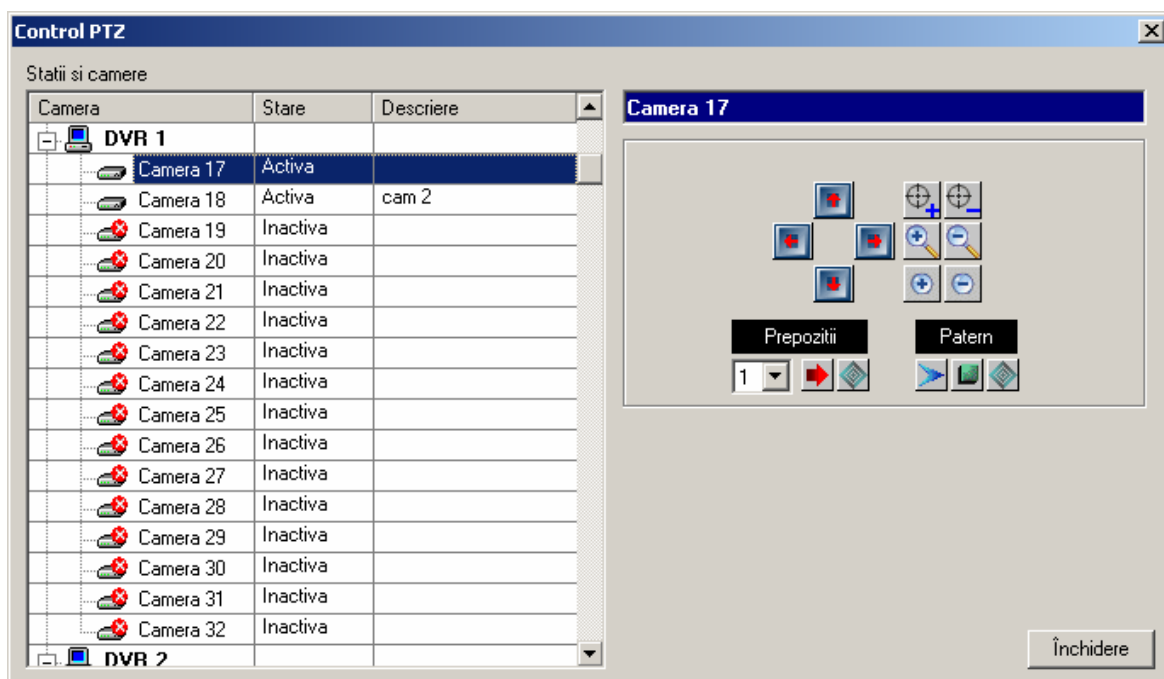 Control PTZ
Statii si camere
Camera Stare Descriere
DVR 1
Camera 17 Activa
Camera 18 Activa cam 2
Camera 19 Inactiva
Camera 20 Inactiva
Camera 21 Inactiva
Camera 22 Inactiva
Camera 23 Inactiva
Camera 24 Inactiva
Camera 25 Inactiva
Camera 26 Inactiva
Camera 27 Inactiva
Camera 28 Inactiva
Camera 29 Inactiva
Camera 30 Inactiva
Camera 31 Inactiva
Camera 32 Inactiva
DVR 2
Camera 17
Prepozitii Patern
1
Închidere